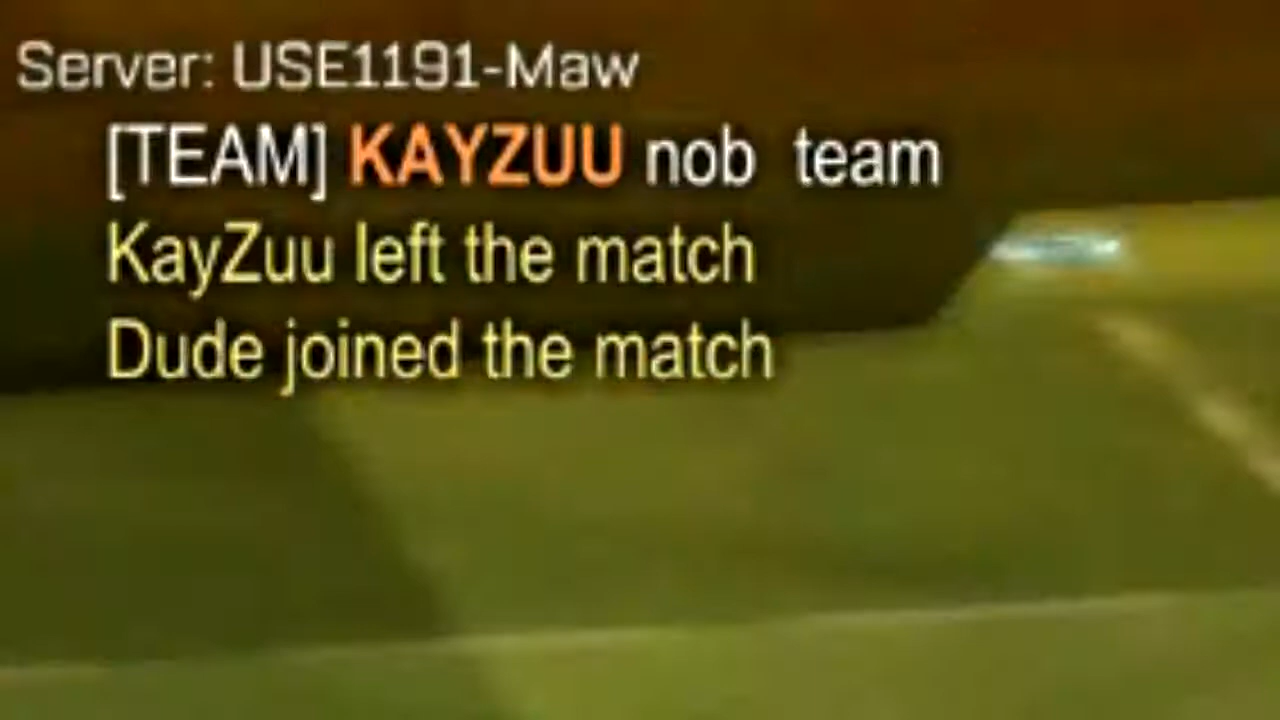 Server: USE1191-Maw
[TEAM] KAYZUU nob team
KayZuu left the match
Dude joined the match